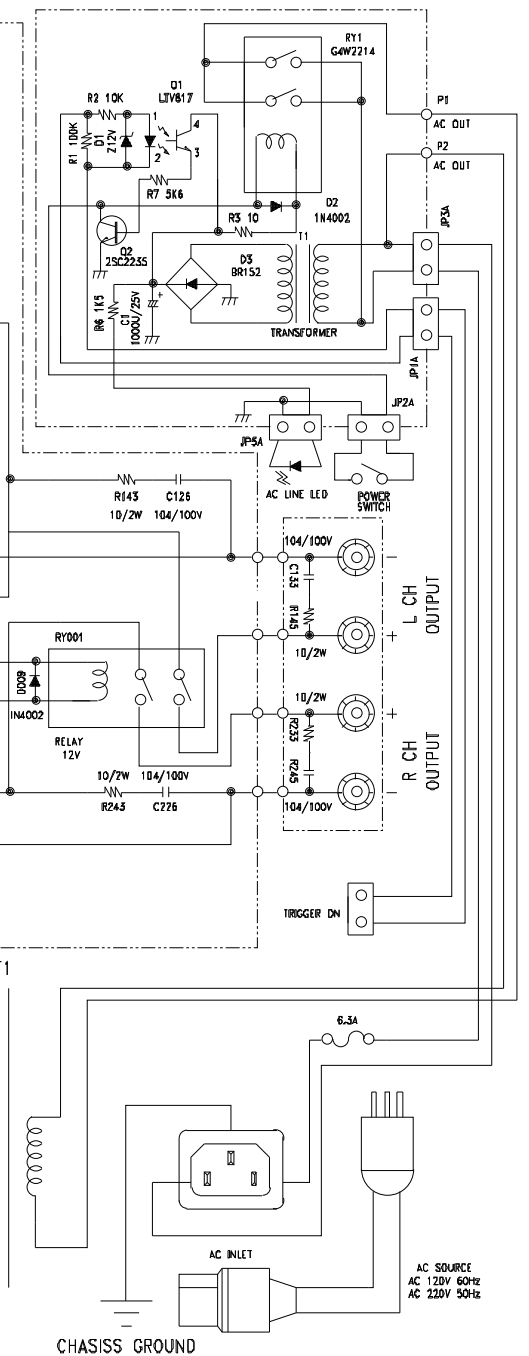 RY1
G4W2214
Q1
LTV817
R2 10K
P1
1
4
AC OUT
R1 100K
D1
Z12V
P2
2
3
AC OUT
R7 5K6
D2
1N4002
JP3A
R3 10
Q2
2SC2235
T1
D3
BR152
R6 1K5
C1
1000U/25V
+
TRANSFORMER
JP1A
JP2A
JP5A
AC LINE LED
POWER
SWITCH
R143
C126
10/2W
104/100V
104/100V
C133
R145
10/2W
−
+
L CH
OUTPUT
RY001
D009
1N4002
RELAY
12V
10/2W
R233
R245
104/100V
+
−
R CH
OUTPUT
10/2W
104/100V
R243
C226
TRIGGER ON
T1
6.3A
AC INLET
AC SOURCE
AC 120V 60Hz
AC 220V 50Hz
CHASISS GROUND